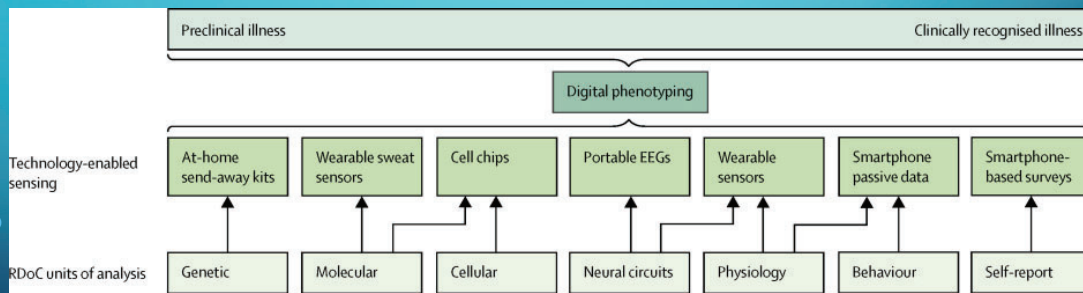 Preclinical illness Clinically recognised illness
Digital phenotyping
Technology-enabled
sensing
At-home
send-away kits
Wearable sweat
sensors
Cell chips
Portable EEGs
Wearable
sensors
Smartphone
passive data
Smartphone-
based surveys
RDoC units of analysis
Genetic
Molecular
Cellular
Neural circuits
Physiology
Behaviour
Self-report